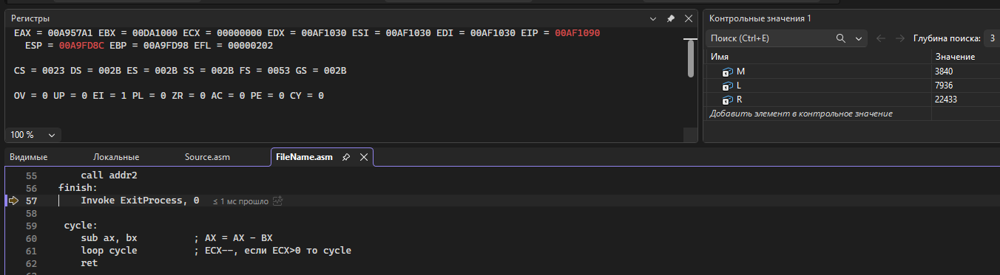 Регистры
EAX = 00A957A1 EBX = 00DA1000 ECX = 00000000 EDX = 00AF1030 ESI = 00AF1030 EDI = 00AF1030 EIP = 00AF1090
ESP = 00A9FD8C EBP = 00A9FD98 EFL = 00000202
CS = 0023 DS = 002B ES = 002B SS = 002B FS = 0053 GS = 002B
OV = 0 UP = 0 EI = 1 PL = 0 ZR = 0 AC = 0 PE = 0 CY = 0
100 %
Контрольные значения 1
Поиск (Ctrl+E) Глубина поиска: 3
Имя Значение
M 3840
L 7936
R 22433
Добавить элемент в контрольное значение
Видимые Локальные Source.asm FileName.asm
55 call addr2
56 finish:
57 Invoke ExitProcess, 0 ≤ 1 мс прошло
58
59 cycle:
60 sub ax, bx ; AX = AX - BX
61 loop cycle ; ECX--, если ECX>0 то cycle
62 ret